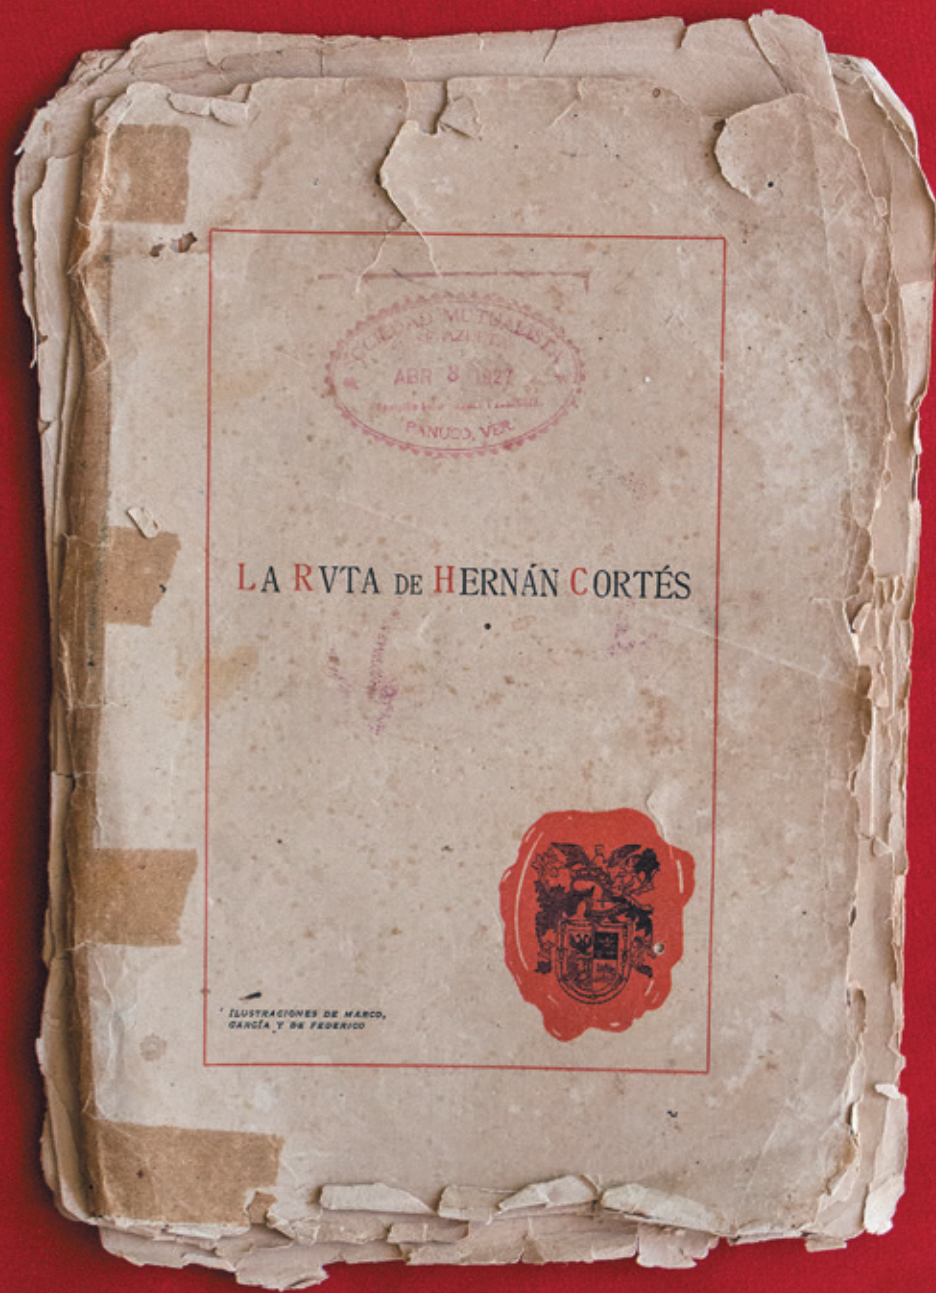 SOCIEDAD MUTUALISTA
ABR 8 1927
PANUCO, VER.
LA RVTA DE HERNÁN CORTÉS
ILUSTRACIONES DE MARCO,
GARCÍA Y DE FEDERICO